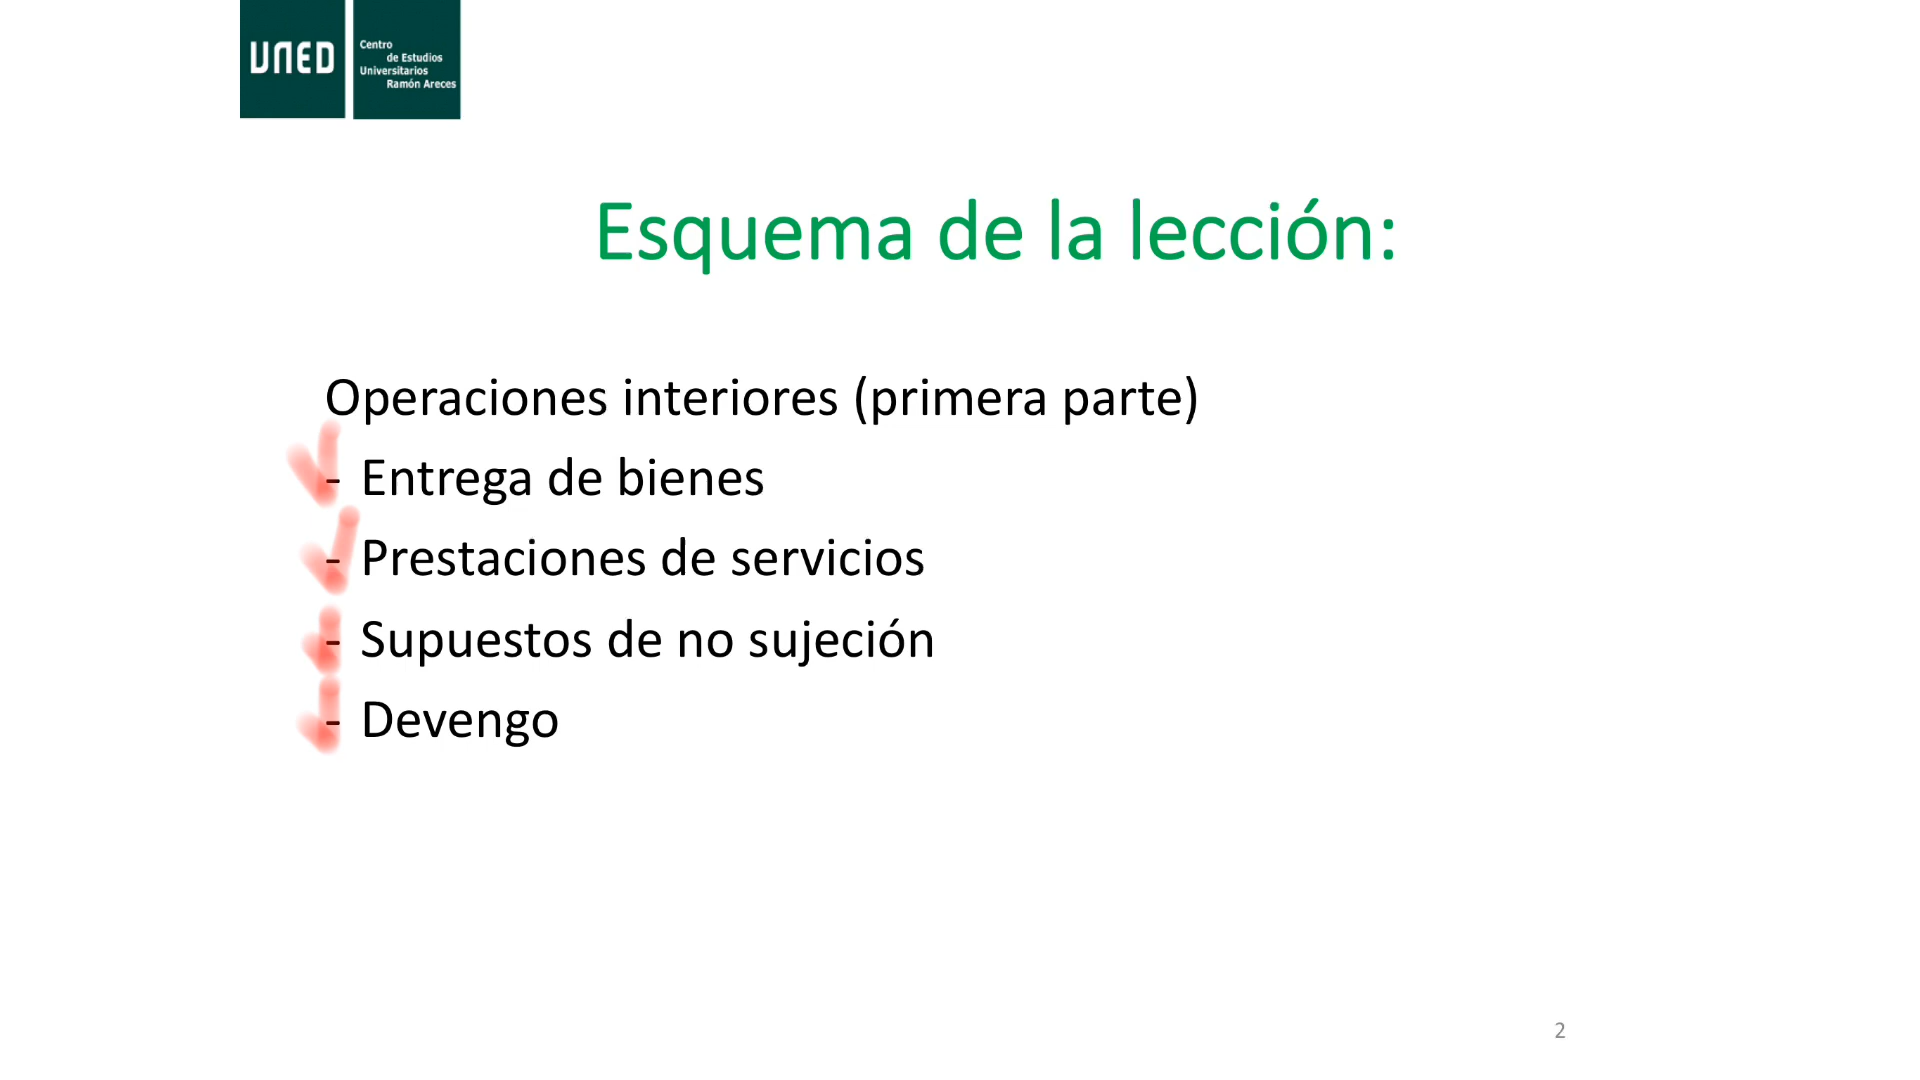 UNED
Centro
de Estudios
Universitarios
Ramón Areces
Esquema de la lección:
Operaciones interiores (primera parte)
- Entrega de bienes
- Prestaciones de servicios
- Supuestos de no sujeción
- Devengo
2